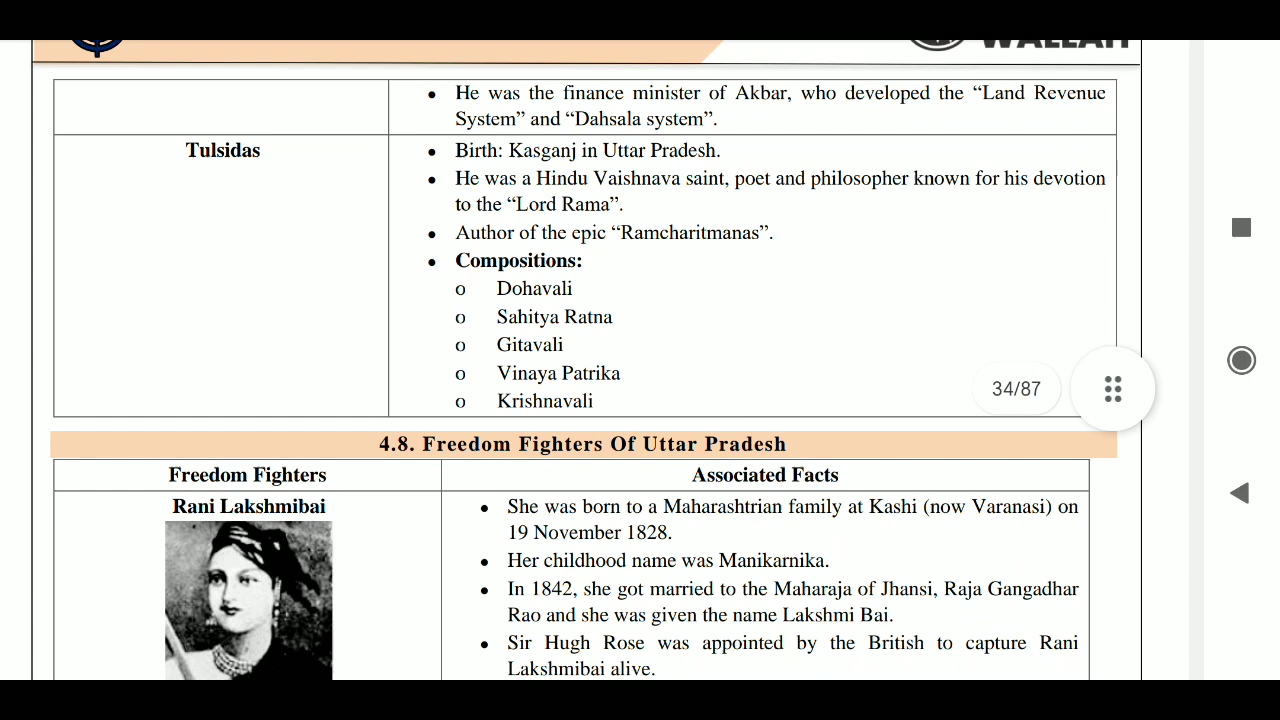 WALLAH
● He was the finance minister of Akbar, who developed the “Land Revenue
System” and “Dahsala system”.
Tulsidas
● Birth: Kasganj in Uttar Pradesh.
● He was a Hindu Vaishnava saint, poet and philosopher known for his devotion
to the “Lord Rama”.
● Author of the epic “Ramcharitmanas”.
● Compositions:
o Dohavali
o Sahitya Ratna
o Gitavali
o Vinaya Patrika
o Krishnavali
34/87
4.8. Freedom Fighters Of Uttar Pradesh
Freedom Fighters
Associated Facts
Rani Lakshmibai
● She was born to a Maharashtrian family at Kashi (now Varanasi) on
19 November 1828.
● Her childhood name was Manikarnika.
● In 1842, she got married to the Maharaja of Jhansi, Raja Gangadhar
Rao and she was given the name Lakshmi Bai.
● Sir Hugh Rose was appointed by the British to capture Rani
Lakshmibai alive.